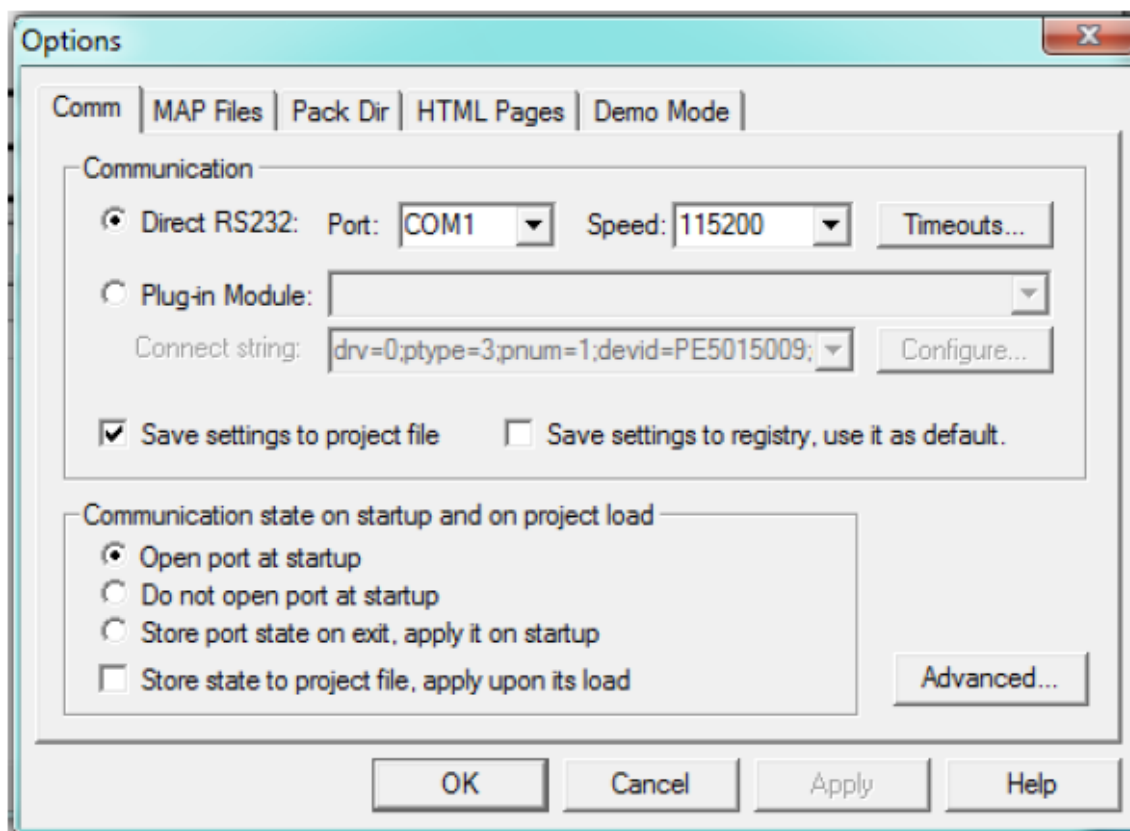 Options
Comm MAP Files Pack Dir HTML Pages Demo Mode
Communication
Direct RS232: Port: COM1 Speed: 115200 Timeouts...
Plug-in Module:
Connect string: drv=0;ptype=3;pnum=1;devid=PE5015009; Configure...
Save settings to project file Save settings to registry, use it as default.
Communication state on startup and on project load
Open port at startup
Do not open port at startup
Store port state on exit, apply it on startup
Store state to project file, apply upon its load
Advanced...
OK Cancel Apply Help